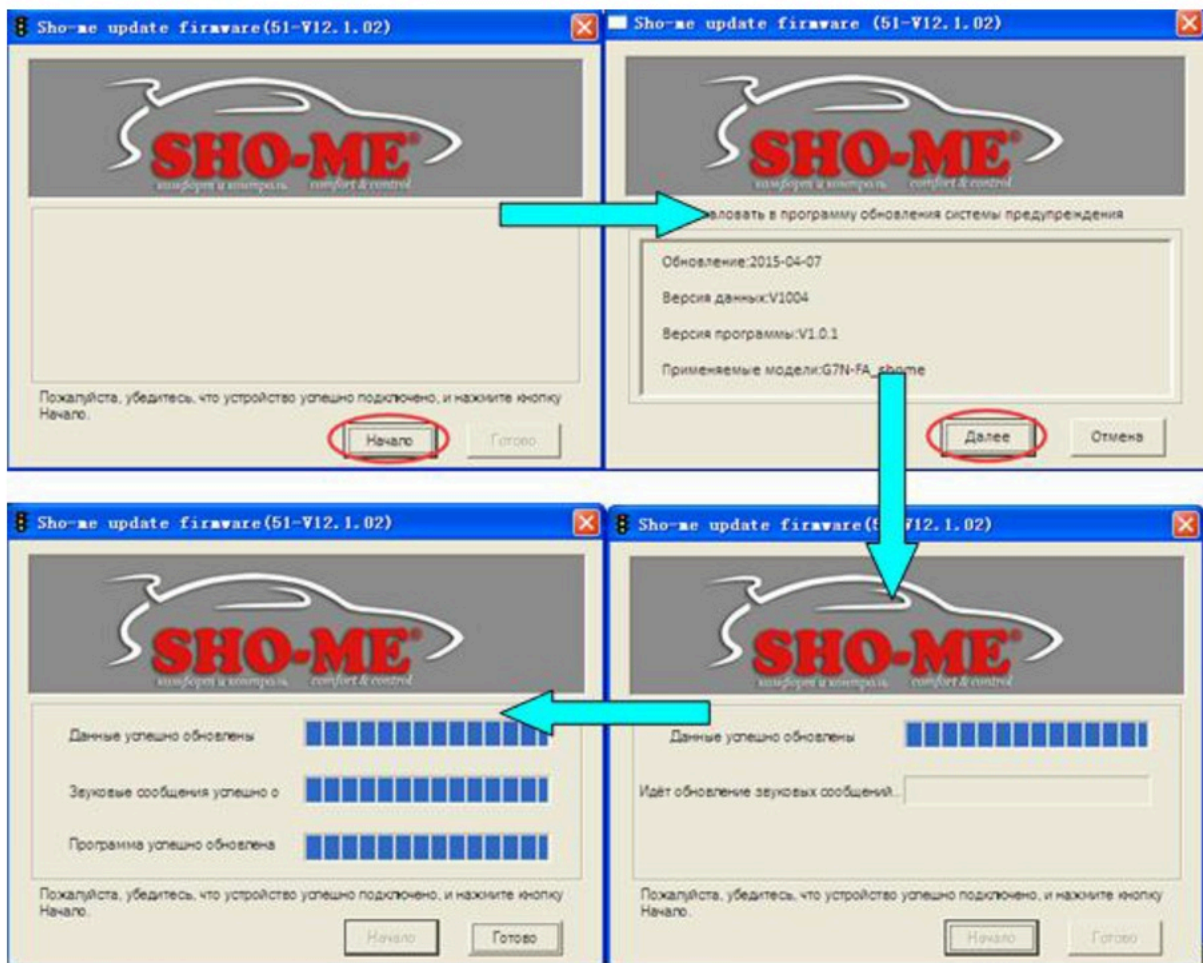 Sho-me update firmware(51-V12.1.02)
SHO-ME®
комфорт и контроль comfort & control
Пожалуйста, убедитесь, что устройство успешно подключено, и нажмите кнопку
Начало.
Начало Готово
Sho-me update firmware (51-V12.1.02)
SHO-ME®
комфорт и контроль comfort & control
аловать в программу обновления системы предупреждения
Обновление:2015-04-07
Версия данных:V1004
Версия программы:V1.0.1
Применяемые модели:G7N-FA_shome
Далее Отмена
Sho-me update firmware(51-V12.1.02)
SHO-ME®
комфорт и контроль comfort & control
Данные успешно обновлены
Звуковые сообщения успешно о
Программа успешно обновлена
Пожалуйста, убедитесь, что устройство успешно подключено, и нажмите кнопку
Начало.
Начало Готово
Sho-me update firmware(5 V12.1.02)
SHO-ME®
комфорт и контроль comfort & control
Данные успешно обновлены
Идёт обновление звуковых сообщений...
Пожалуйста, убедитесь, что устройство успешно подключено, и нажмите кнопку
Начало.
Начало Готово